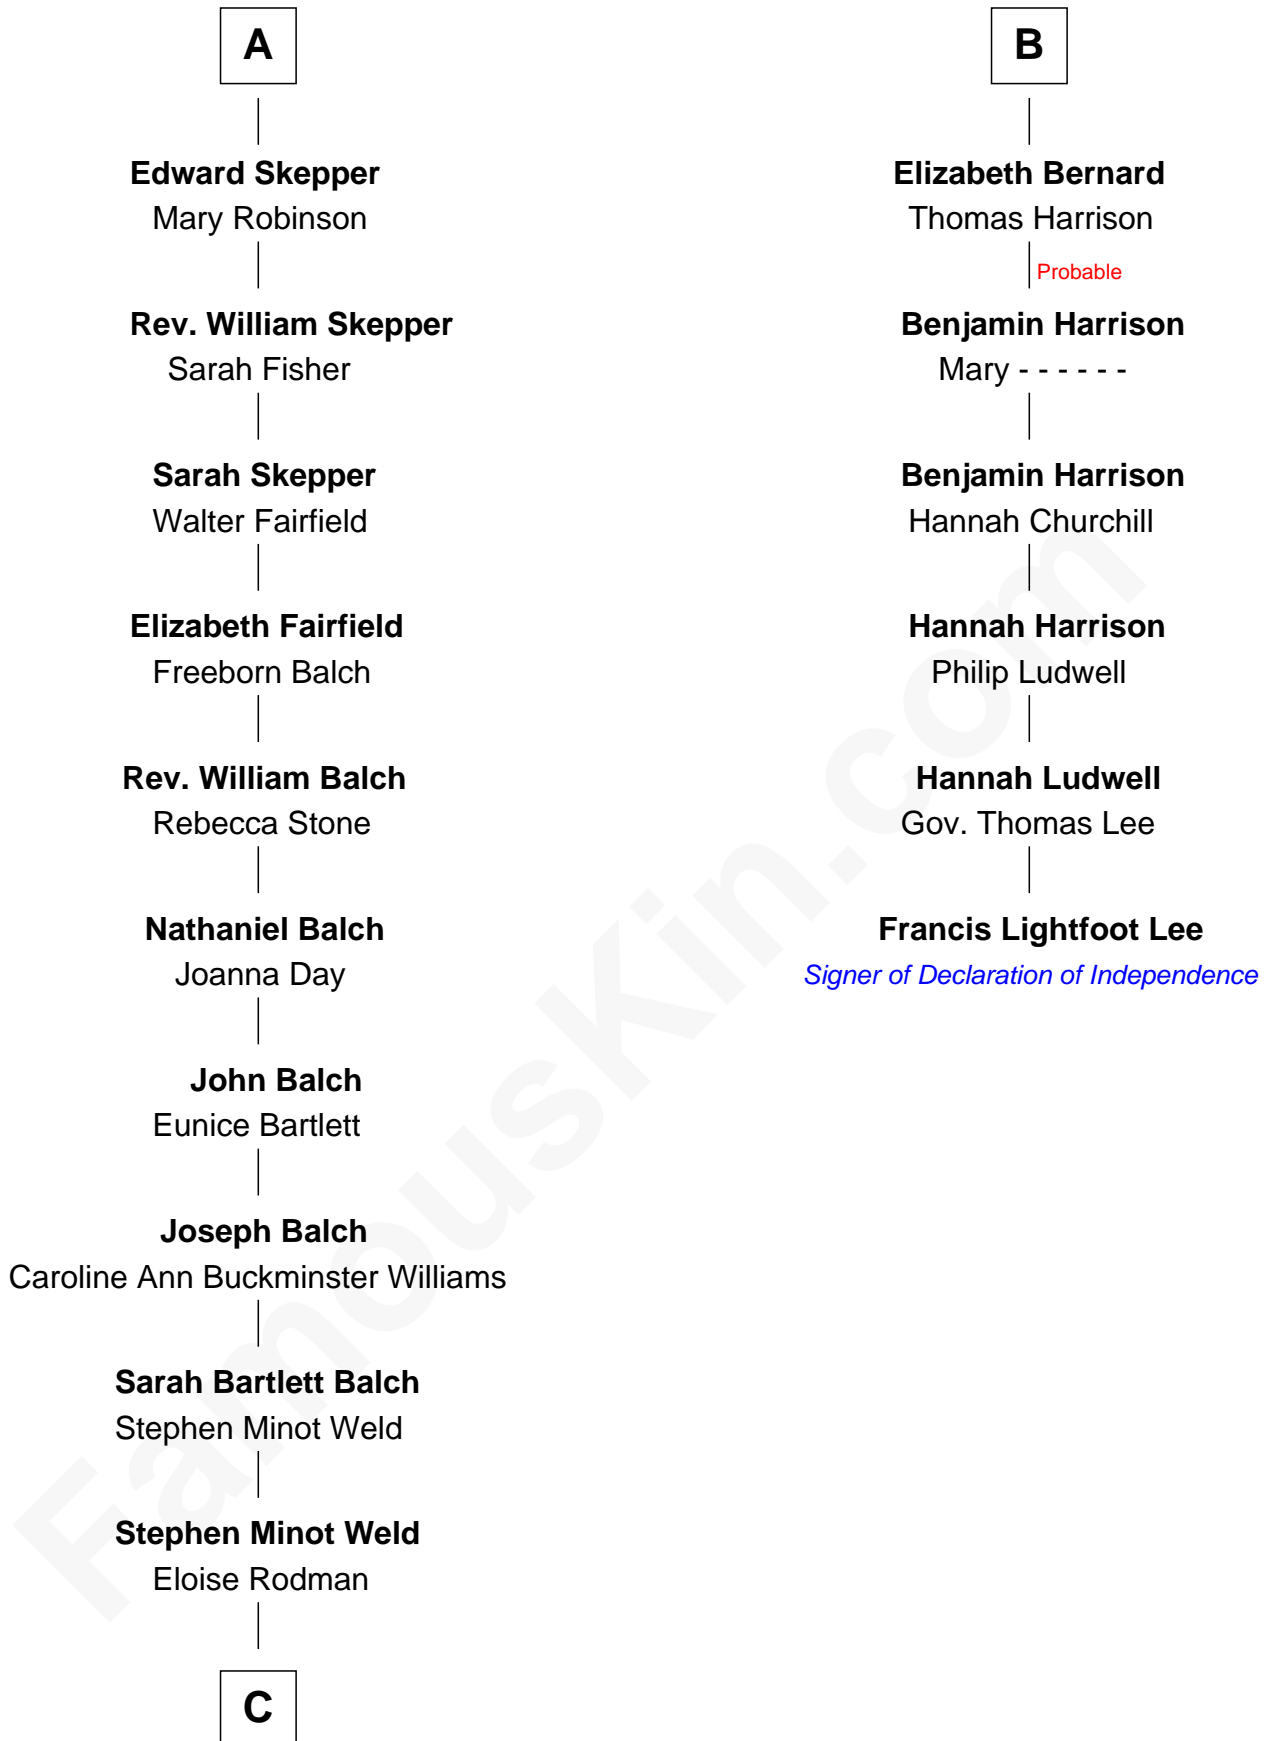 A
Edward Skepper
Mary Robinson
Rev. William Skepper
Sarah Fisher
Sarah Skepper
Walter Fairfield
Elizabeth Fairfield
Freeborn Balch
Rev. William Balch
Rebecca Stone
Nathaniel Balch
Joanna Day
John Balch
Eunice Bartlett
Joseph Balch
Caroline Ann Buckminster Williams
Sarah Bartlett Balch
Stephen Minot Weld
Stephen Minot Weld
Eloise Rodman
C
B
Elizabeth Bernard
Thomas Harrison
Probable
Benjamin Harrison
Mary - - - - - -
Benjamin Harrison
Hannah Churchill
Hannah Harrison
Philip Ludwell
Hannah Ludwell
Gov. Thomas Lee
Francis Lightfoot Lee
Signer of Declaration of Independence
FamousKin.com